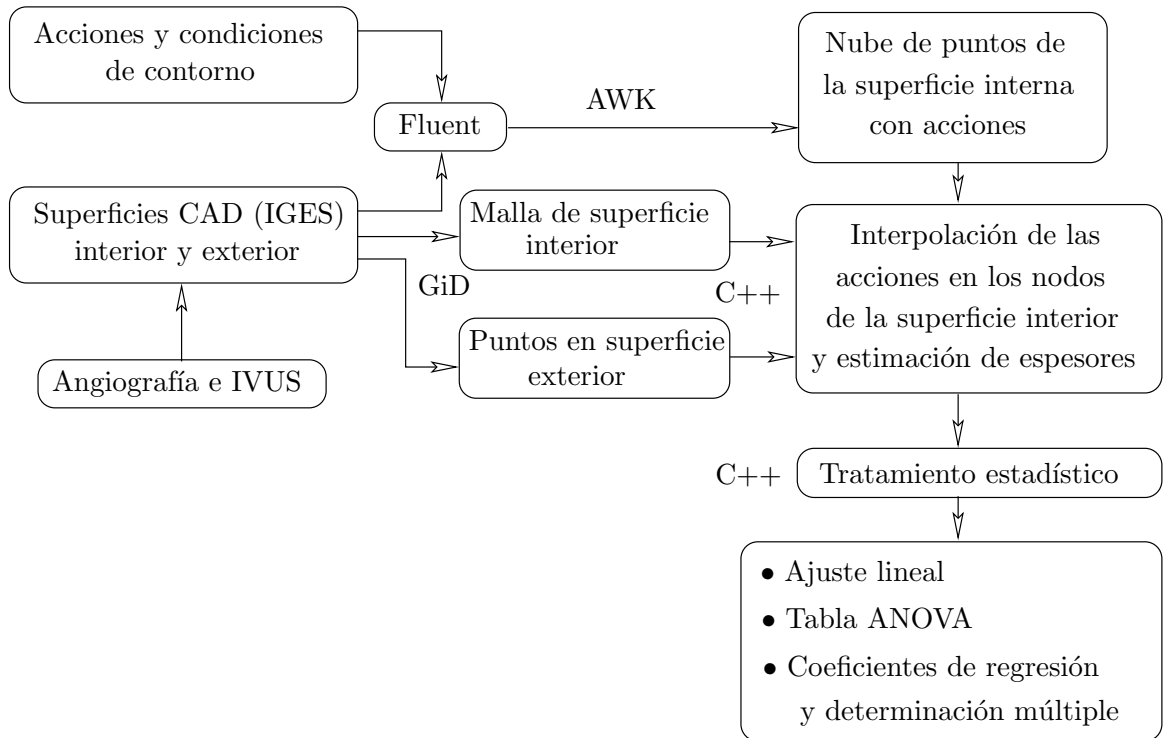 Acciones y condiciones
de contorno
Fluent
AWK
Nube de puntos de
la superficie interna
con acciones
Superficies CAD (IGES)
interior y exterior
Malla de superficie
interior
GiD
C++
Interpolación de las
acciones en los nodos
de la superficie interior
y estimación de espesores
Puntos en superficie
exterior
Angiografía e IVUS
C++
Tratamiento estadístico
• Ajuste lineal
• Tabla ANOVA
• Coeficientes de regresión
y determinación múltiple